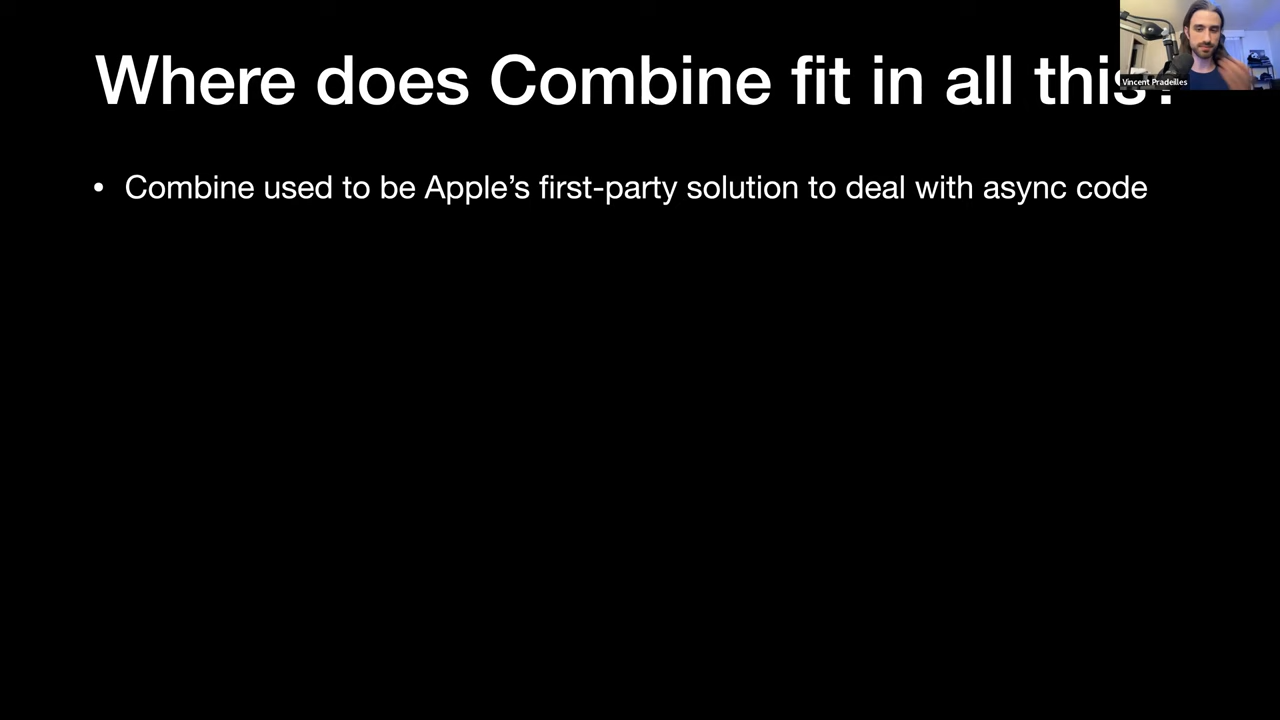 Where does Combine fit in all this?
Vincent Pradeilles
• Combine used to be Apple’s first-party solution to deal with async code